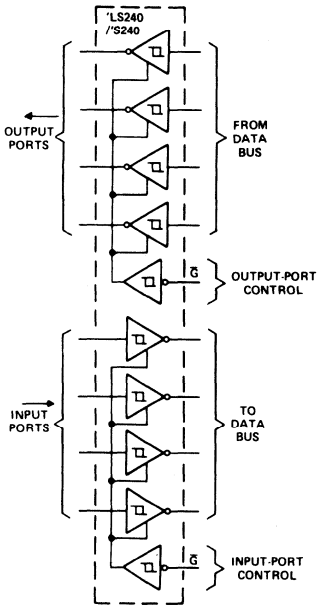 'LS240
/'S240
OUTPUT
PORTS
FROM
DATA
BUS
G̅
OUTPUT-PORT
CONTROL
INPUT
PORTS
TO
DATA
BUS
G̅
INPUT-PORT
CONTROL